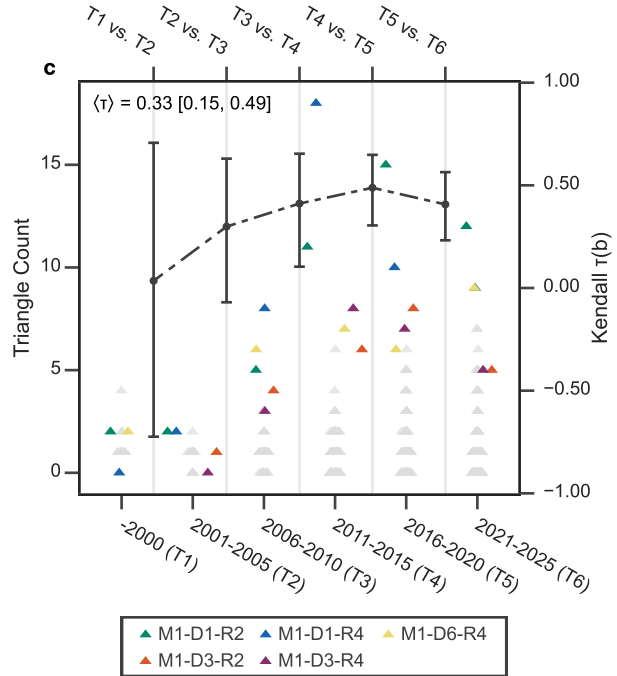 T1 vs. T2
T2 vs. T3
T3 vs. T4
T4 vs. T5
T5 vs. T6
c
⟨τ⟩ = 0.33 [0.15, 0.49]
15
10
5
0
Triangle Count
1.00
0.50
0.00
−0.50
−1.00
Kendall τ(b)
-2000 (T1)
2001-2005 (T2)
2006-2010 (T3)
2011-2015 (T4)
2016-2020 (T5)
2021-2025 (T6)
M1-D1-R2 M1-D1-R4 M1-D6-R4
M1-D3-R2 M1-D3-R4